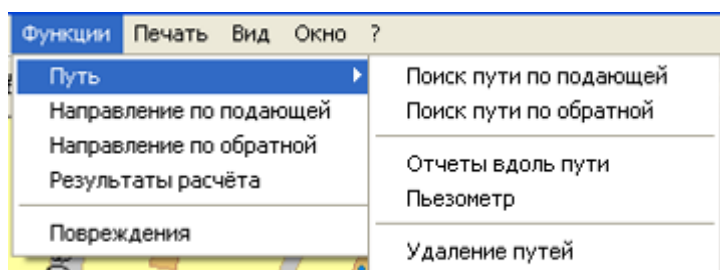 Функции Печать Вид Окно ?
Путь
Направление по подающей
Направление по обратной
Результаты расчёта
Повреждения
Поиск пути по подающей
Поиск пути по обратной
Отчеты вдоль пути
Пьезометр
Удаление путей